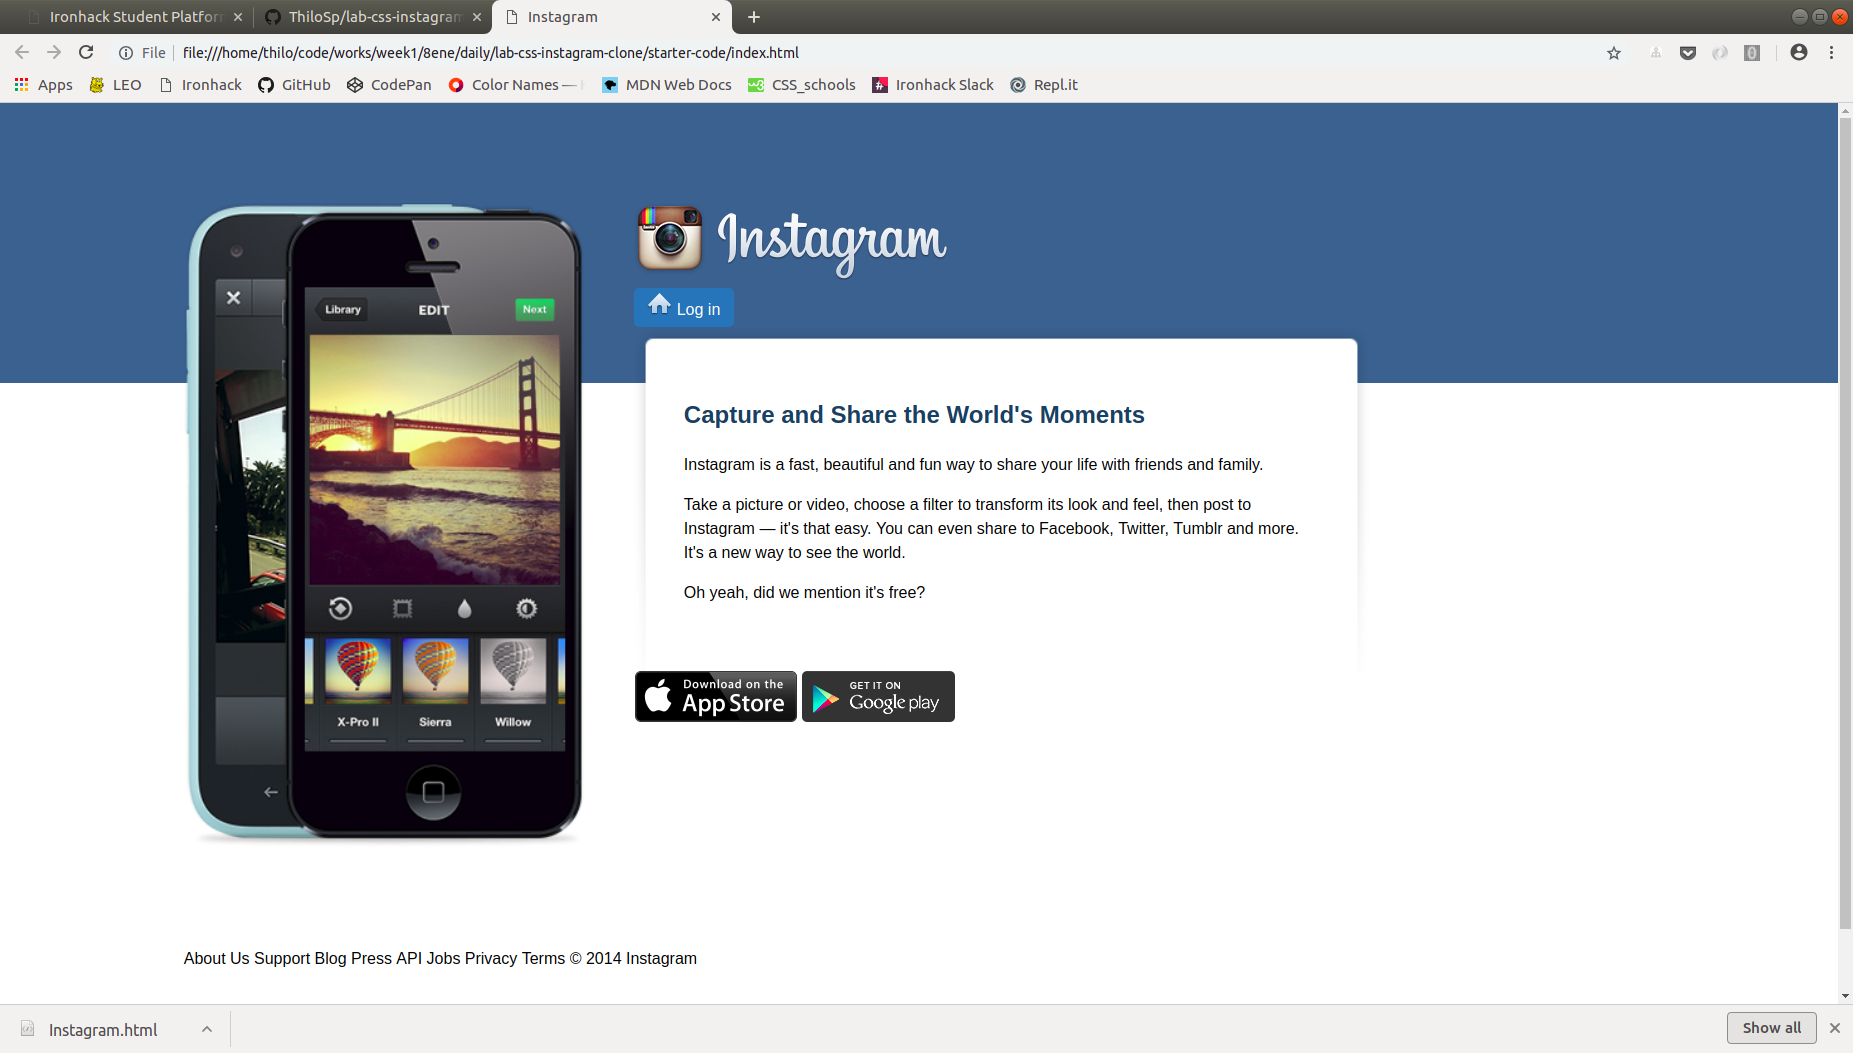 Ironhack Student Platfor
ThiloSp/lab-css-instagram
Instagram
File
file:///home/thilo/code/works/week1/8ene/daily/lab-css-instagram-clone/starter-code/index.html
Apps
LEO
Ironhack
GitHub
CodePan
Color Names —
MDN Web Docs
CSS_schools
Ironhack Slack
Repl.it
Instagram
Log in
Library
EDIT
Next
X-Pro II
Sierra
Willow
Capture and Share the World's Moments
Instagram is a fast, beautiful and fun way to share your life with friends and family.
Take a picture or video, choose a filter to transform its look and feel, then post to
Instagram — it's that easy. You can even share to Facebook, Twitter, Tumblr and more.
It's a new way to see the world.
Oh yeah, did we mention it's free?
Download on the
App Store
GET IT ON
Google play
About Us Support Blog Press API Jobs Privacy Terms © 2014 Instagram
Instagram.html
Show all